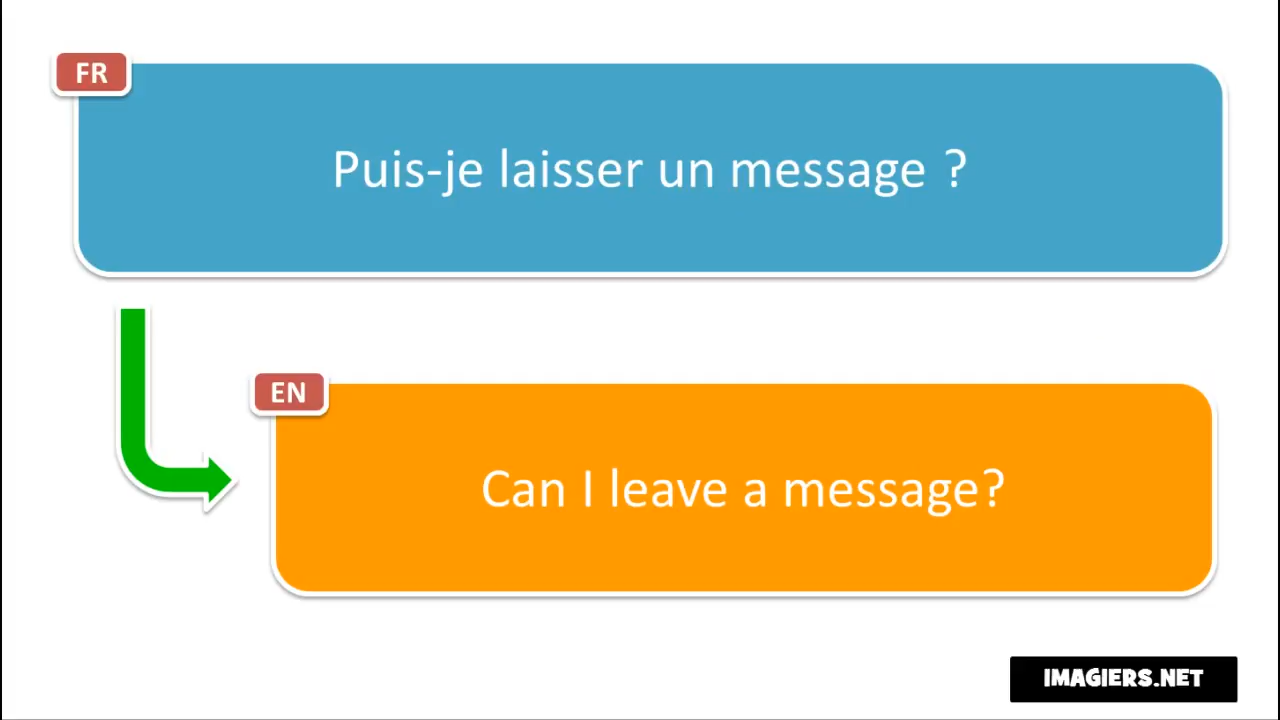 FR
Puis-je laisser un message ?
EN
Can I leave a message?
IMAGIERS.NET